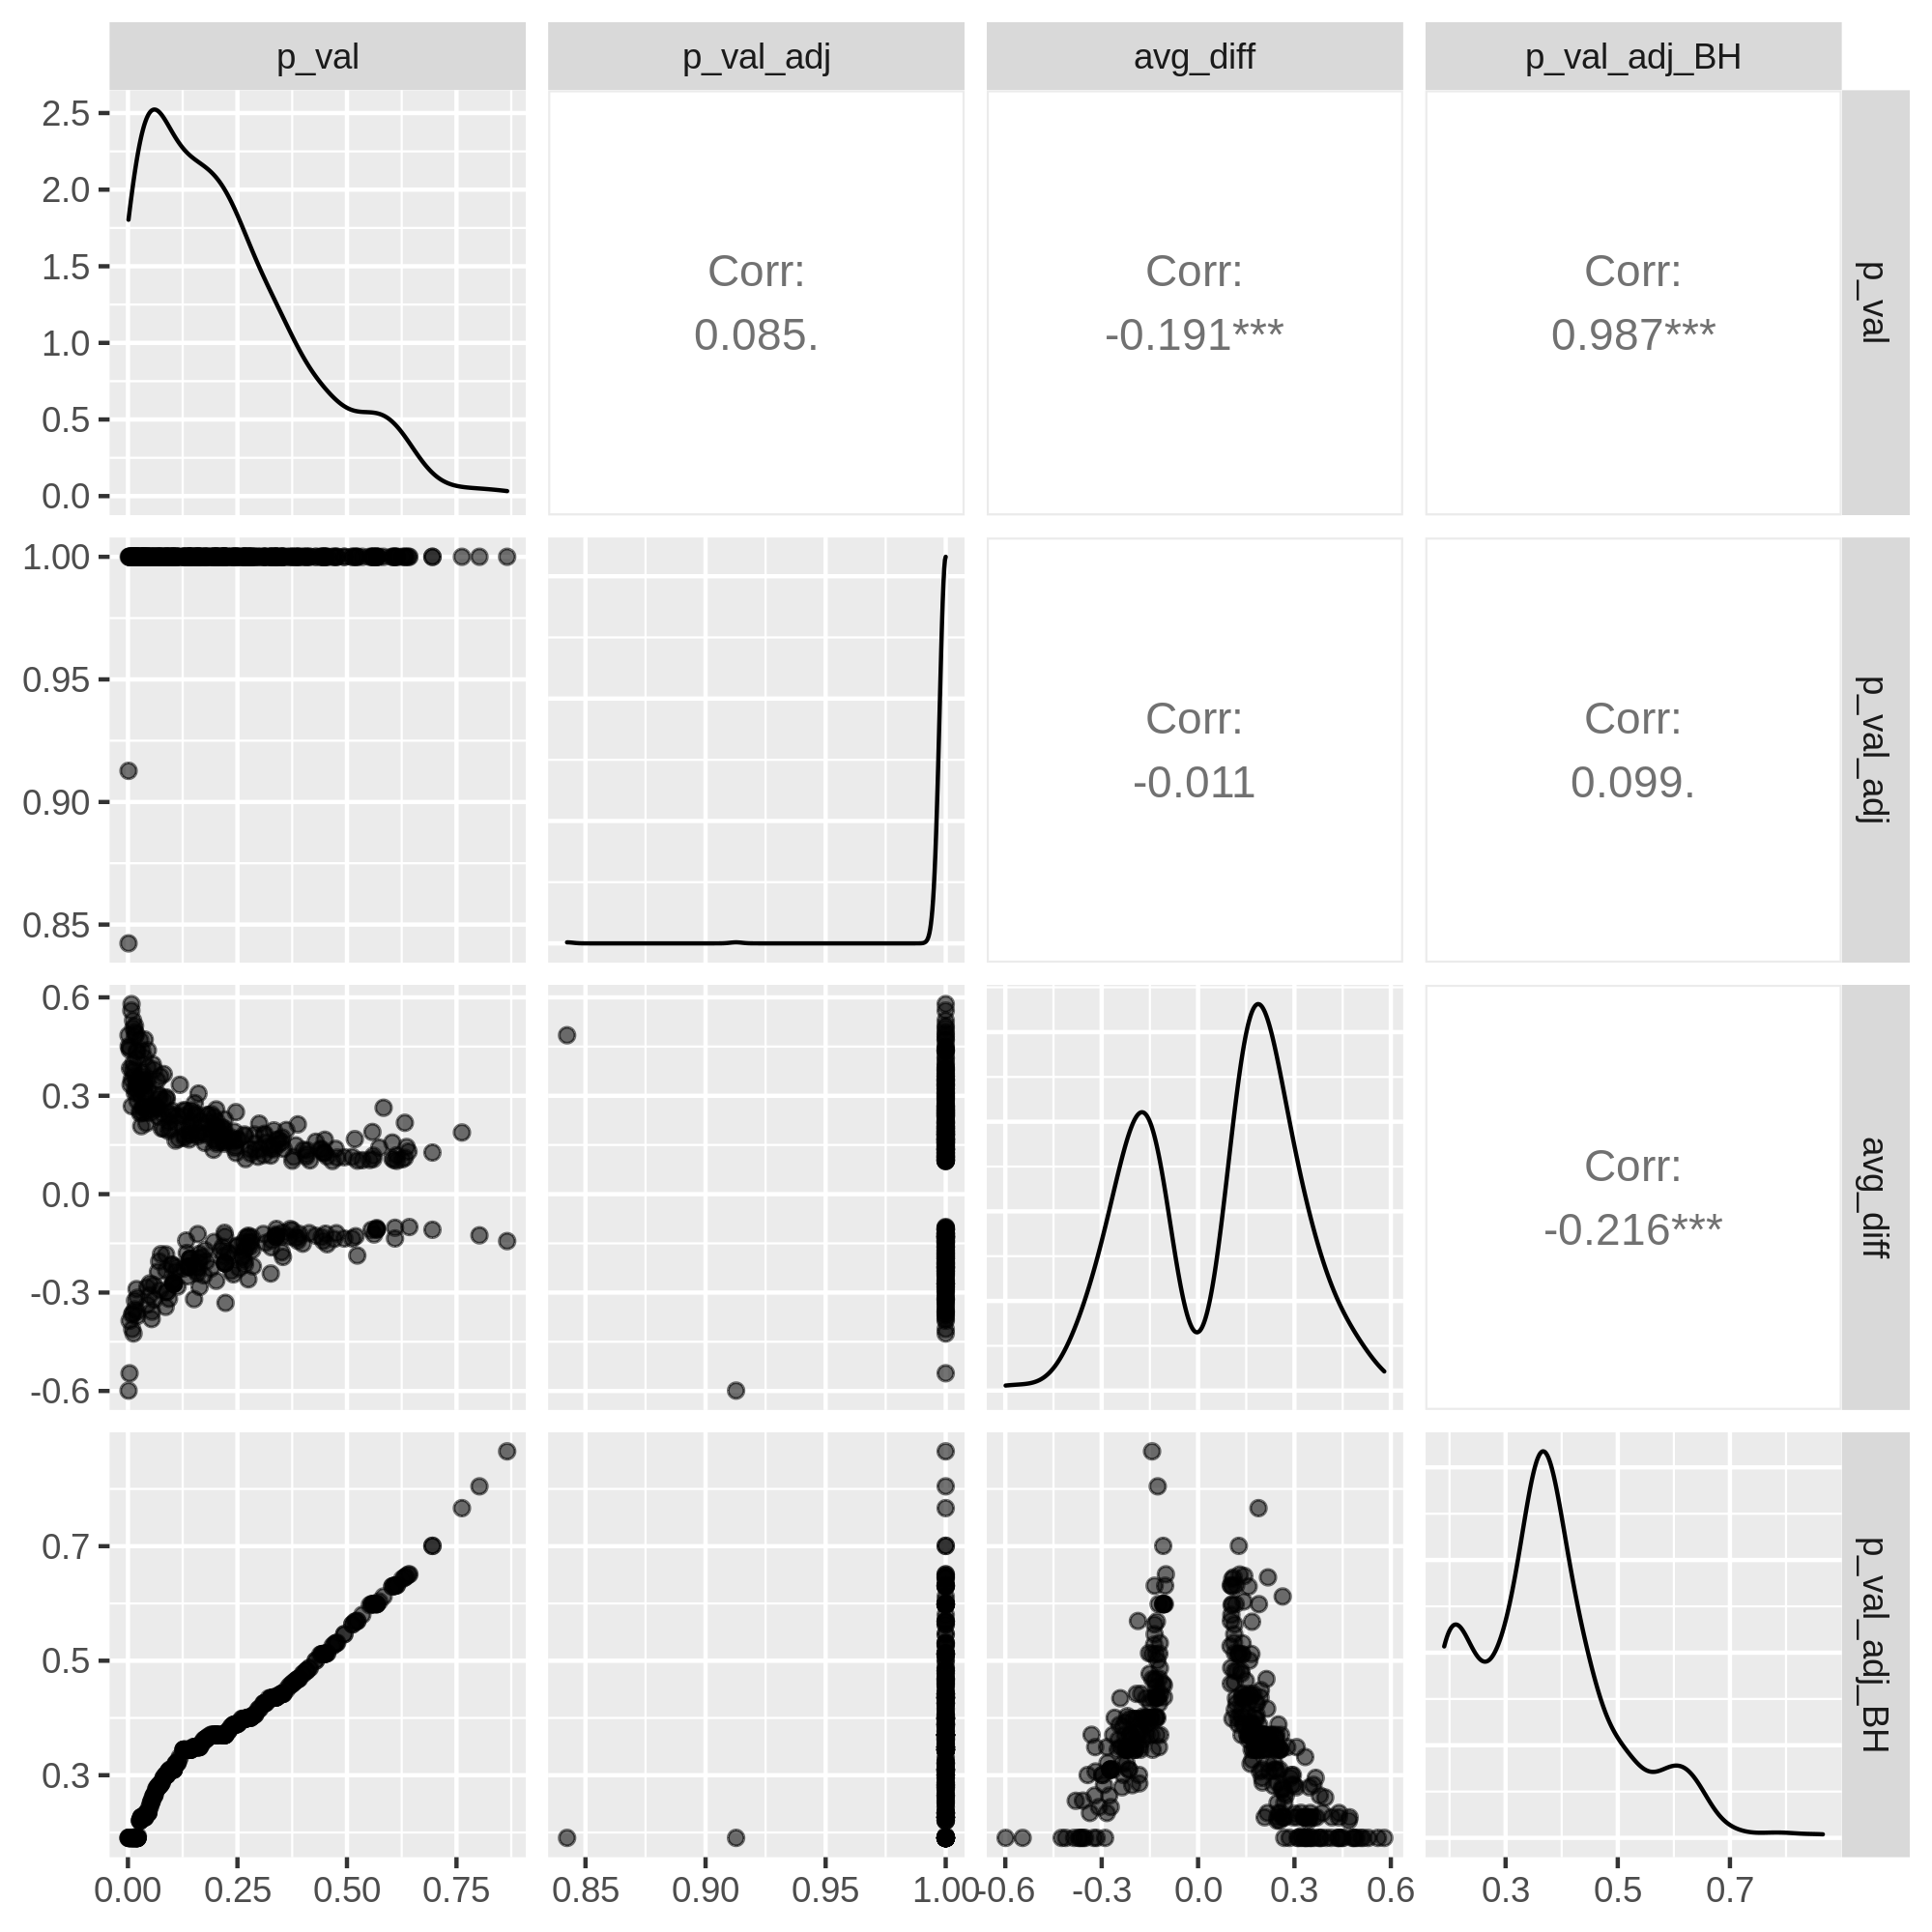 p_val p_val_adj avg_diff p_val_adj_BH
2.5
2.0
1.5
1.0
0.5
0.0
Corr:
0.085.
Corr:
-0.191***
Corr:
0.987***
p_val
1.00
0.95
0.90
0.85
Corr:
-0.011
Corr:
0.099.
p_val_adj
0.6
0.3
0.0
-0.3
-0.6
Corr:
-0.216***
avg_diff
0.7
0.5
0.3
p_val_adj_BH
0.00 0.25 0.50 0.75 0.85 0.90 0.95 1.00 -0.6 -0.3 0.0 0.3 0.6 0.3 0.5 0.7